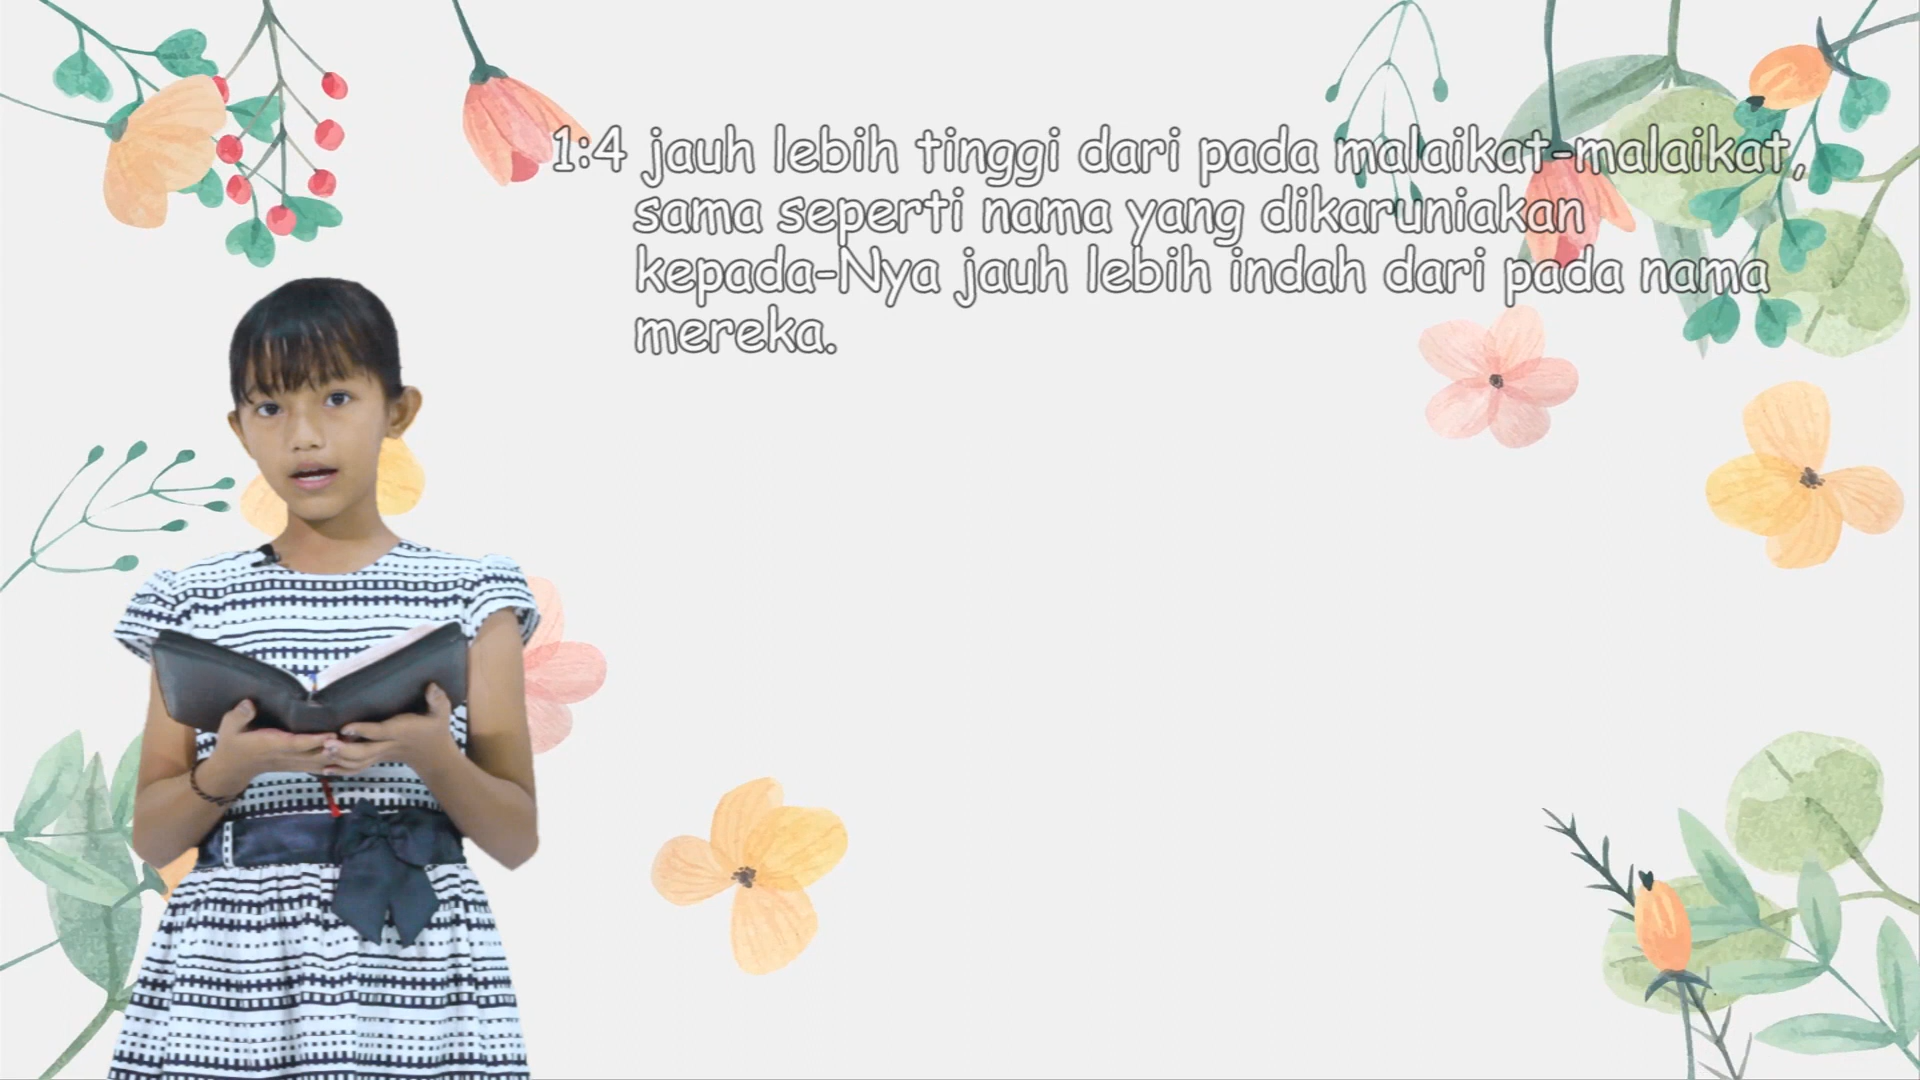 1:4 jauh lebih tinggi dari pada malaikat-malaikat,
sama seperti nama yang dikaruniakan
kepada-Nya jauh lebih indah dari pada nama
mereka.